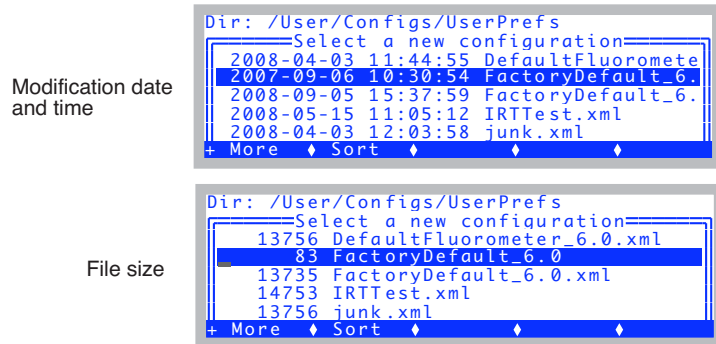 Modification date
and time
Dir: /User/Configs/UserPrefs
Select a new configuration
2008-04-03 11:44:55 DefaultFluoromete
2007-09-06 10:30:54 FactoryDefault_6.
2008-09-05 15:37:59 FactoryDefault_6.
2008-05-15 11:05:12 IRTTest.xml
2008-04-03 12:03:58 junk.xml
+ More ♦ Sort ♦ ♦ ♦
File size
Dir: /User/Configs/UserPrefs
Select a new configuration
13756 DefaultFluorometer_6.0.xml
83 FactoryDefault_6.0
13735 FactoryDefault_6.0.xml
14753 IRTTest.xml
13756 junk.xml
+ More ♦ Sort ♦ ♦ ♦